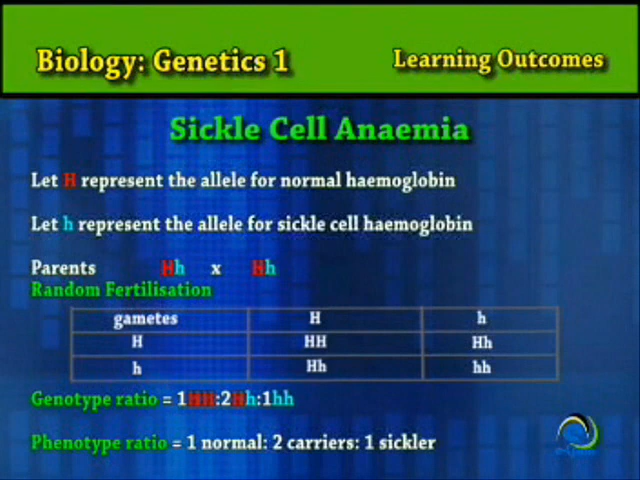 Biology: Genetics 1
Learning Outcomes
Sickle Cell Anaemia
Let H represent the allele for normal haemoglobin
Let h represent the allele for sickle cell haemoglobin
Parents Hh x Hh
Random Fertilisation
gametes H h
H HH Hh
h Hh hh
Genotype ratio = 1HH:2Hh:1hh
Phenotype ratio = 1 normal: 2 carriers: 1 sickler